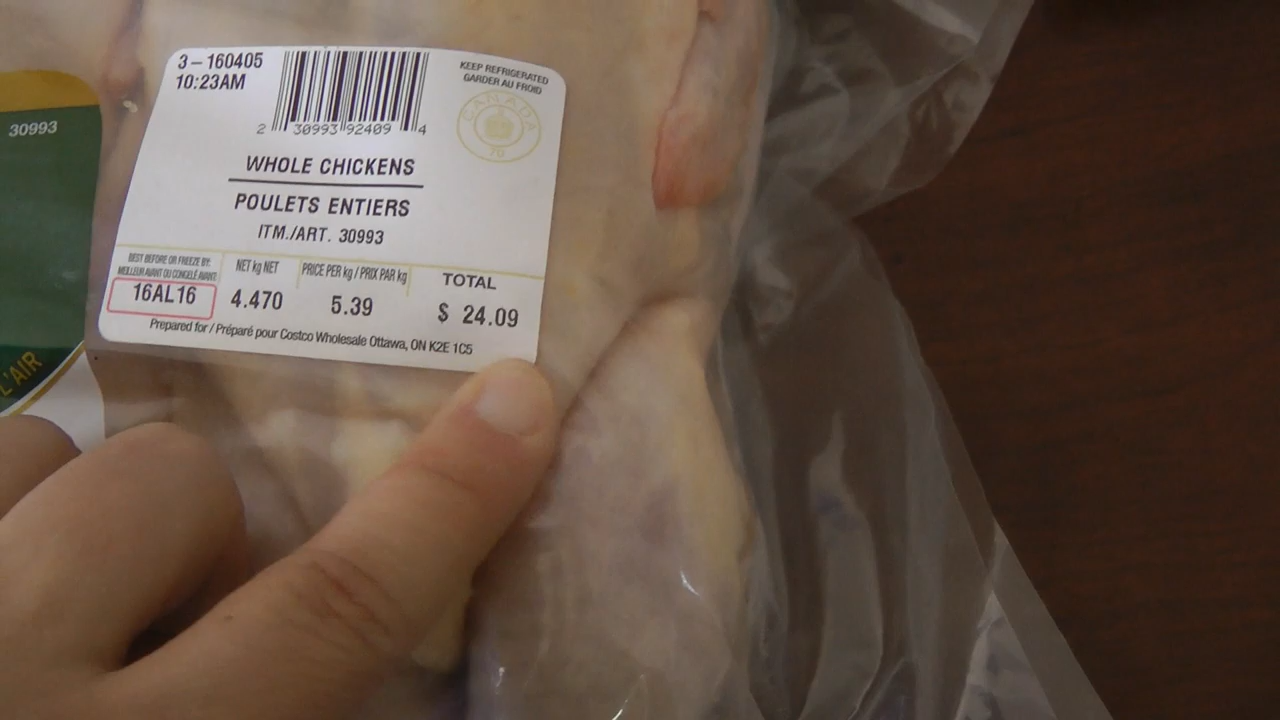 30993
L'AIR
3 – 160405
10:23AM
2 30993 92409 4
KEEP REFRIGERATED
GARDER AU FROID
CANADA
WHOLE CHICKENS
POULETS ENTIERS
ITM./ART. 30993
BEST BEFORE OR FREEZE BY:
MEILLEUR AVANT OU CONGELÉ AVANT:
16AL16
NET kg NET
4.470
PRICE PER kg / PRIX PAR kg
5.39
TOTAL
$ 24.09
Prepared for / Préparé pour Costco Wholesale Ottawa, ON K2E 1C5